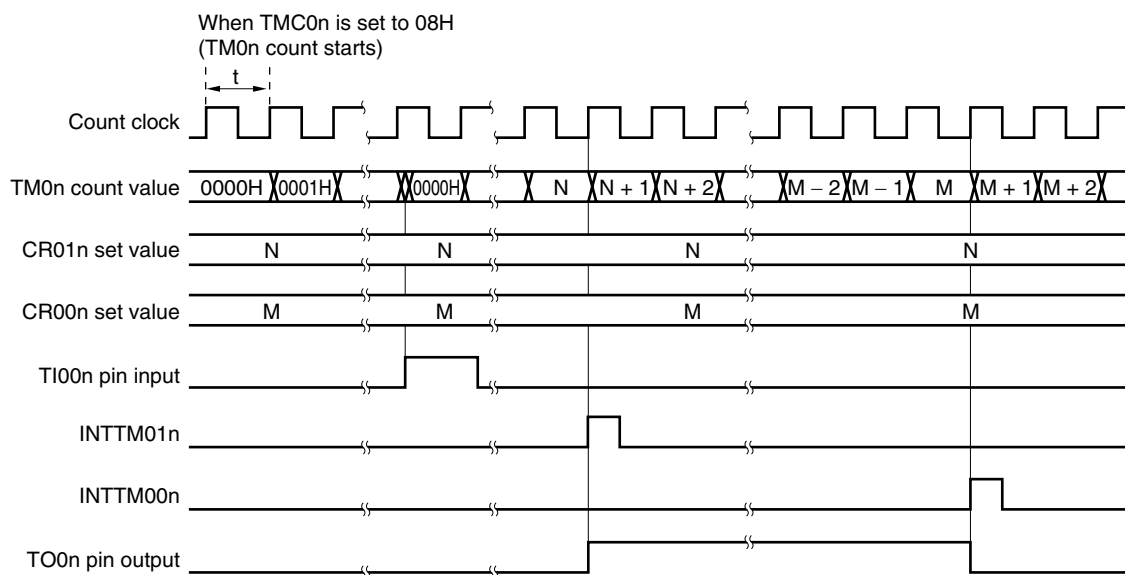 When TMC0n is set to 08H
(TM0n count starts)
t
Count clock
TM0n count value 0000H 0001H 0000H N N + 1 N + 2 M − 2 M − 1 M M + 1 M + 2
CR01n set value N N N N
CR00n set value M M M M
TI00n pin input
INTTM01n
INTTM00n
TO0n pin output